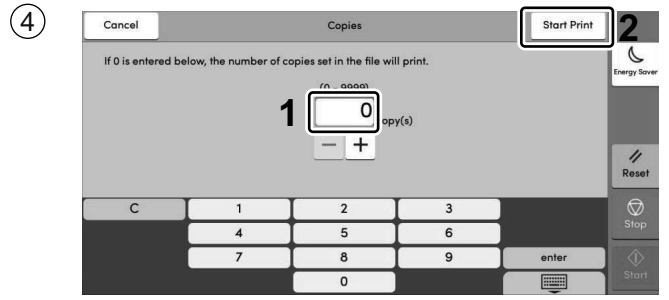 4
Cancel Copies Start Print 2
If 0 is entered below, the number of copies set in the file will print.
Energy Saver
(0 - 9999)
1 0 opy(s)
− +
Reset
C 1 2 3
Stop
4 5 6
7 8 9 enter
Start
0